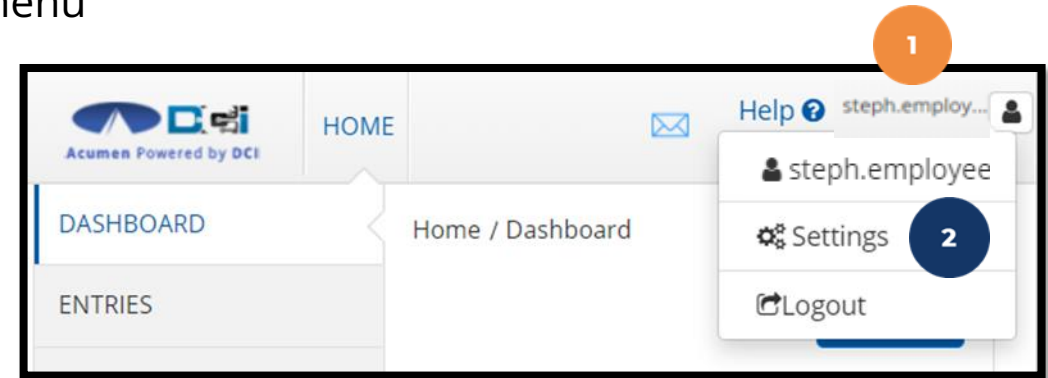 menu
1
DCI
HOME
Help
steph.employ...
Acumen Powered by DCI
steph.employee
DASHBOARD
Home / Dashboard
Settings
2
ENTRIES
Logout